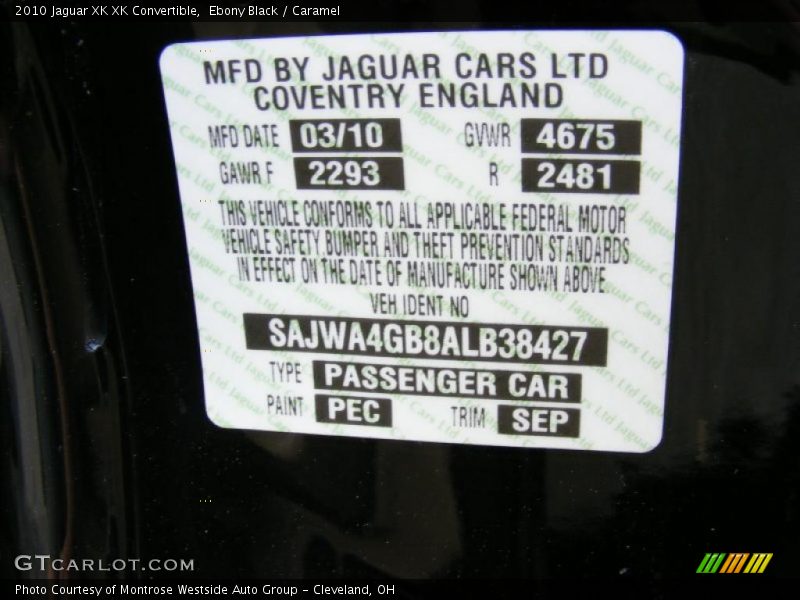 2010 Jaguar XK XK Convertible, Ebony Black / Caramel
MFD BY JAGUAR CARS LTD
COVENTRY ENGLAND
MFD DATE 03/10 GVWR 4675
GAWR F 2293 R 2481
THIS VEHICLE CONFORMS TO ALL APPLICABLE FEDERAL MOTOR
VEHICLE SAFETY BUMPER AND THEFT PREVENTION STANDARDS
IN EFFECT ON THE DATE OF MANUFACTURE SHOWN ABOVE
VEH IDENT NO
SAJWA4GB8ALB38427
TYPE PASSENGER CAR
PAINT PEC TRIM SEP
GTCARLOT.COM
Photo Courtesy of Montrose Westside Auto Group - Cleveland, OH